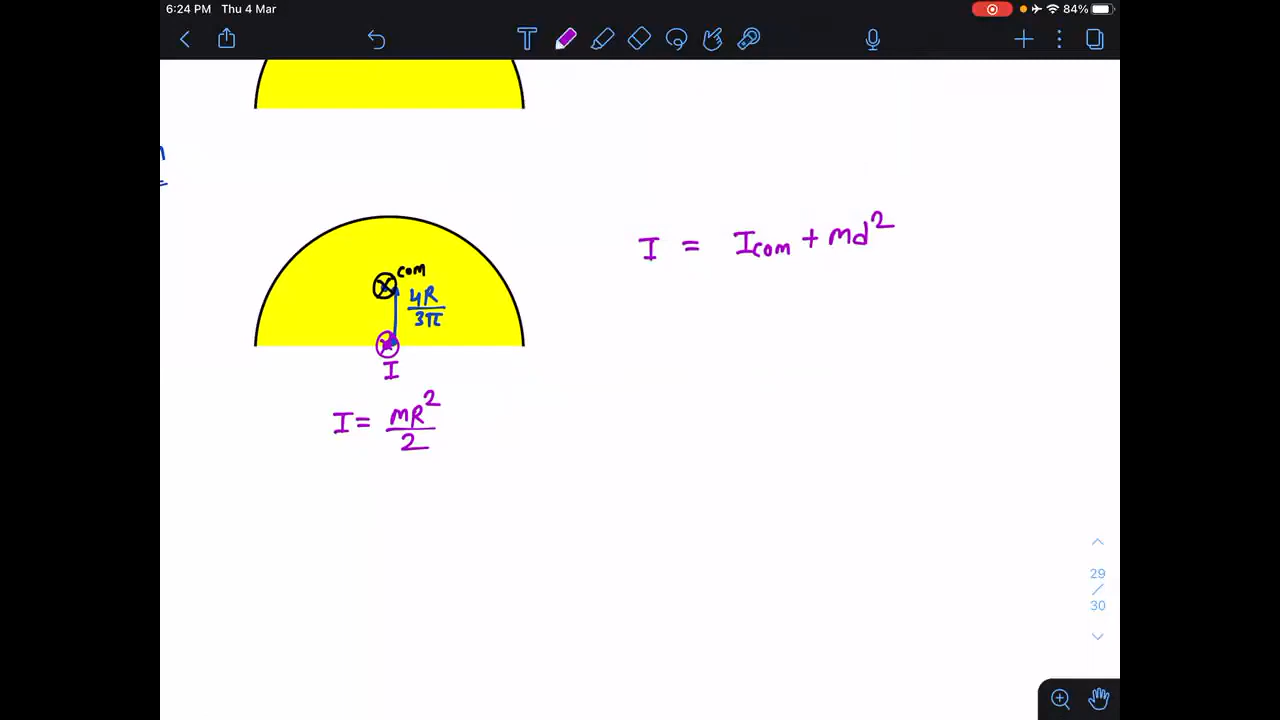 6:24 PM Thu 4 Mar
84%
T
I = Icom + md²
com
4R/3π
I
I = mR²/2
29
/
30